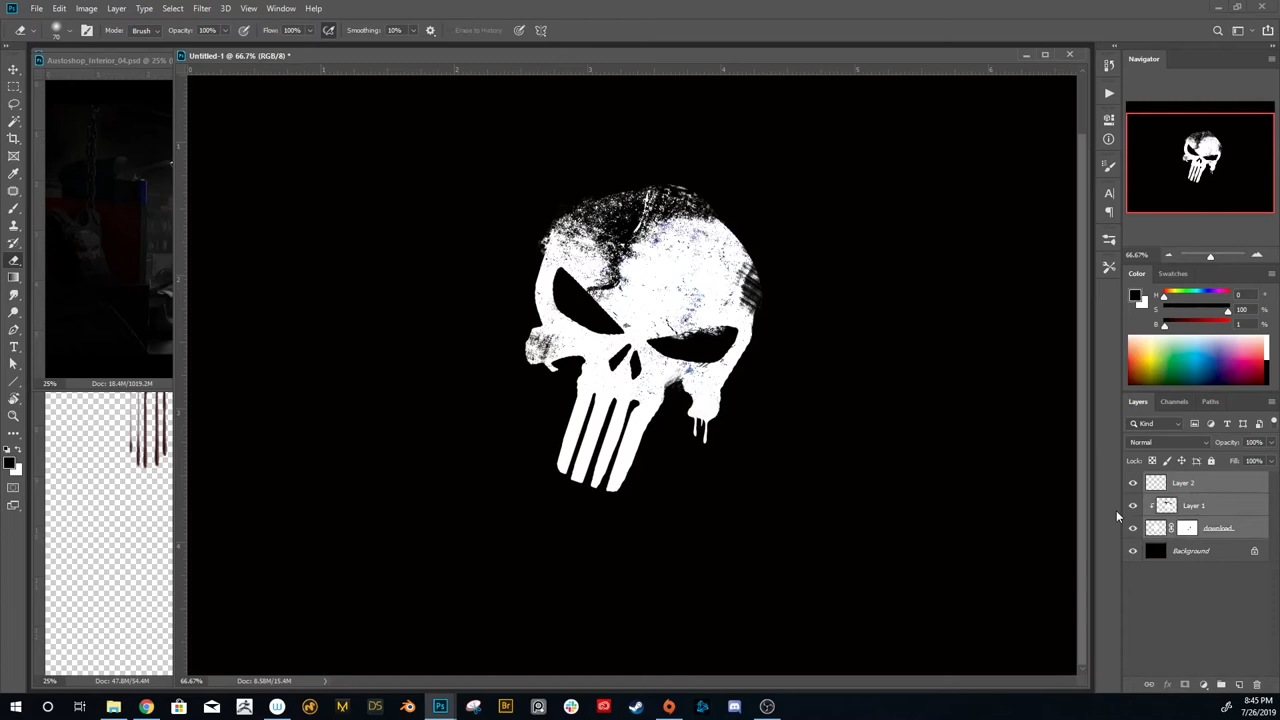 File Edit Image Layer Type Select Filter 3D View Window Help
70 Mode: Brush Opacity: 100% Flow: 100% Smoothing: 10% Erase to History
Austoshop_Interior_04.psd @ 25%
Untitled-1 @ 66.7% (RGB/8) *
Navigator
66.67%
Color Swatches
H 0 °
S 100 %
B 1 %
25% Doc: 18.4M/1019.2M
Layers Channels Paths
Kind
Normal Opacity: 100%
Lock: Fill: 100%
Layer 2
Layer 1
download
Background
25% Doc: 47.8M/54.4M
66.67% Doc: 8.58M/15.4M
8:45 PM
7/26/2019